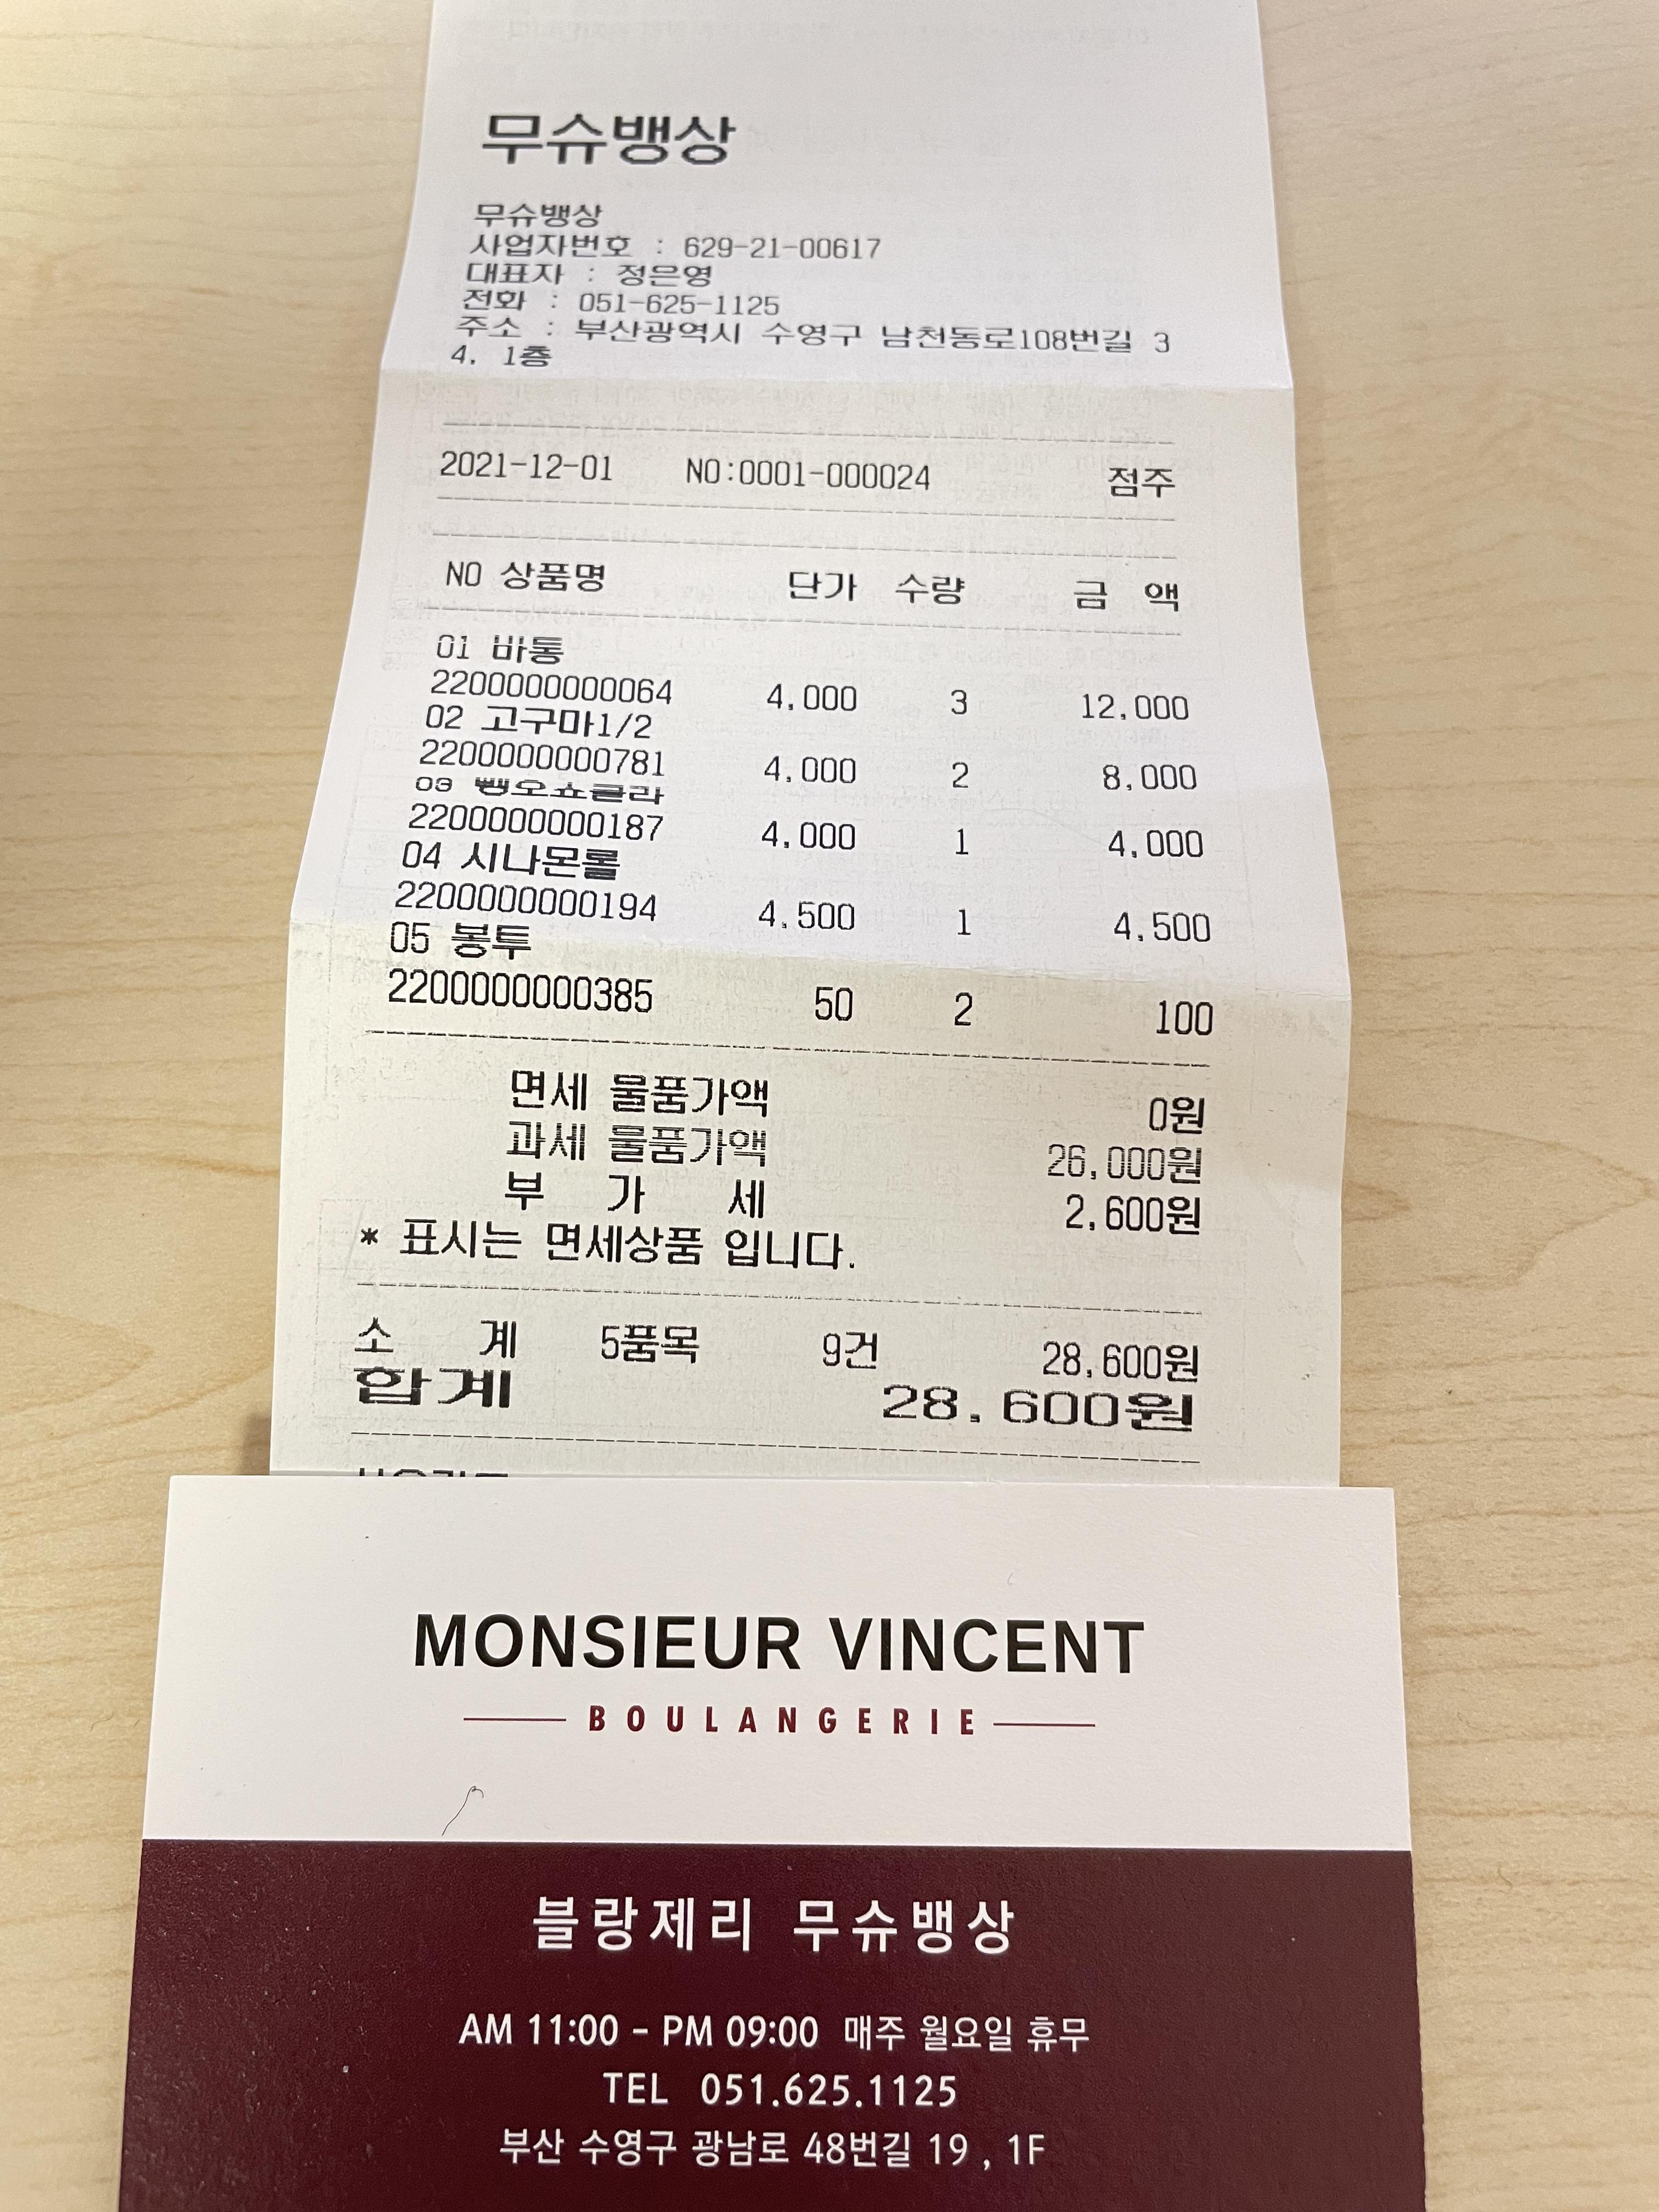 무슈뱅상
무슈뱅상
사업자번호 : 629-21-00617
대표자 : 정은영
전화 : 051-625-1125
주소 : 부산광역시 수영구 남천동로108번길 3
4, 1층
2021-12-01 NO:0001-000024 점주
NO 상품명 단가 수량 금 액
01 바통
2200000000064 4,000 3 12,000
02 고구마1/2
2200000000781 4,000 2 8,000
03 뺑오쇼콜라
2200000000187 4,000 1 4,000
04 시나몬롤
2200000000194 4,500 1 4,500
05 봉투
2200000000385 50 2 100
면세 물품가액 0원
과세 물품가액 26,000원
부 가 세 2,600원
* 표시는 면세상품 입니다.
소 계 5품목 9건 28,600원
합계 28,600원
MONSIEUR VINCENT
BOULANGERIE
블랑제리 무슈뱅상
AM 11:00 - PM 09:00 매주 월요일 휴무
TEL 051.625.1125
부산 수영구 광남로 48번길 19 , 1F